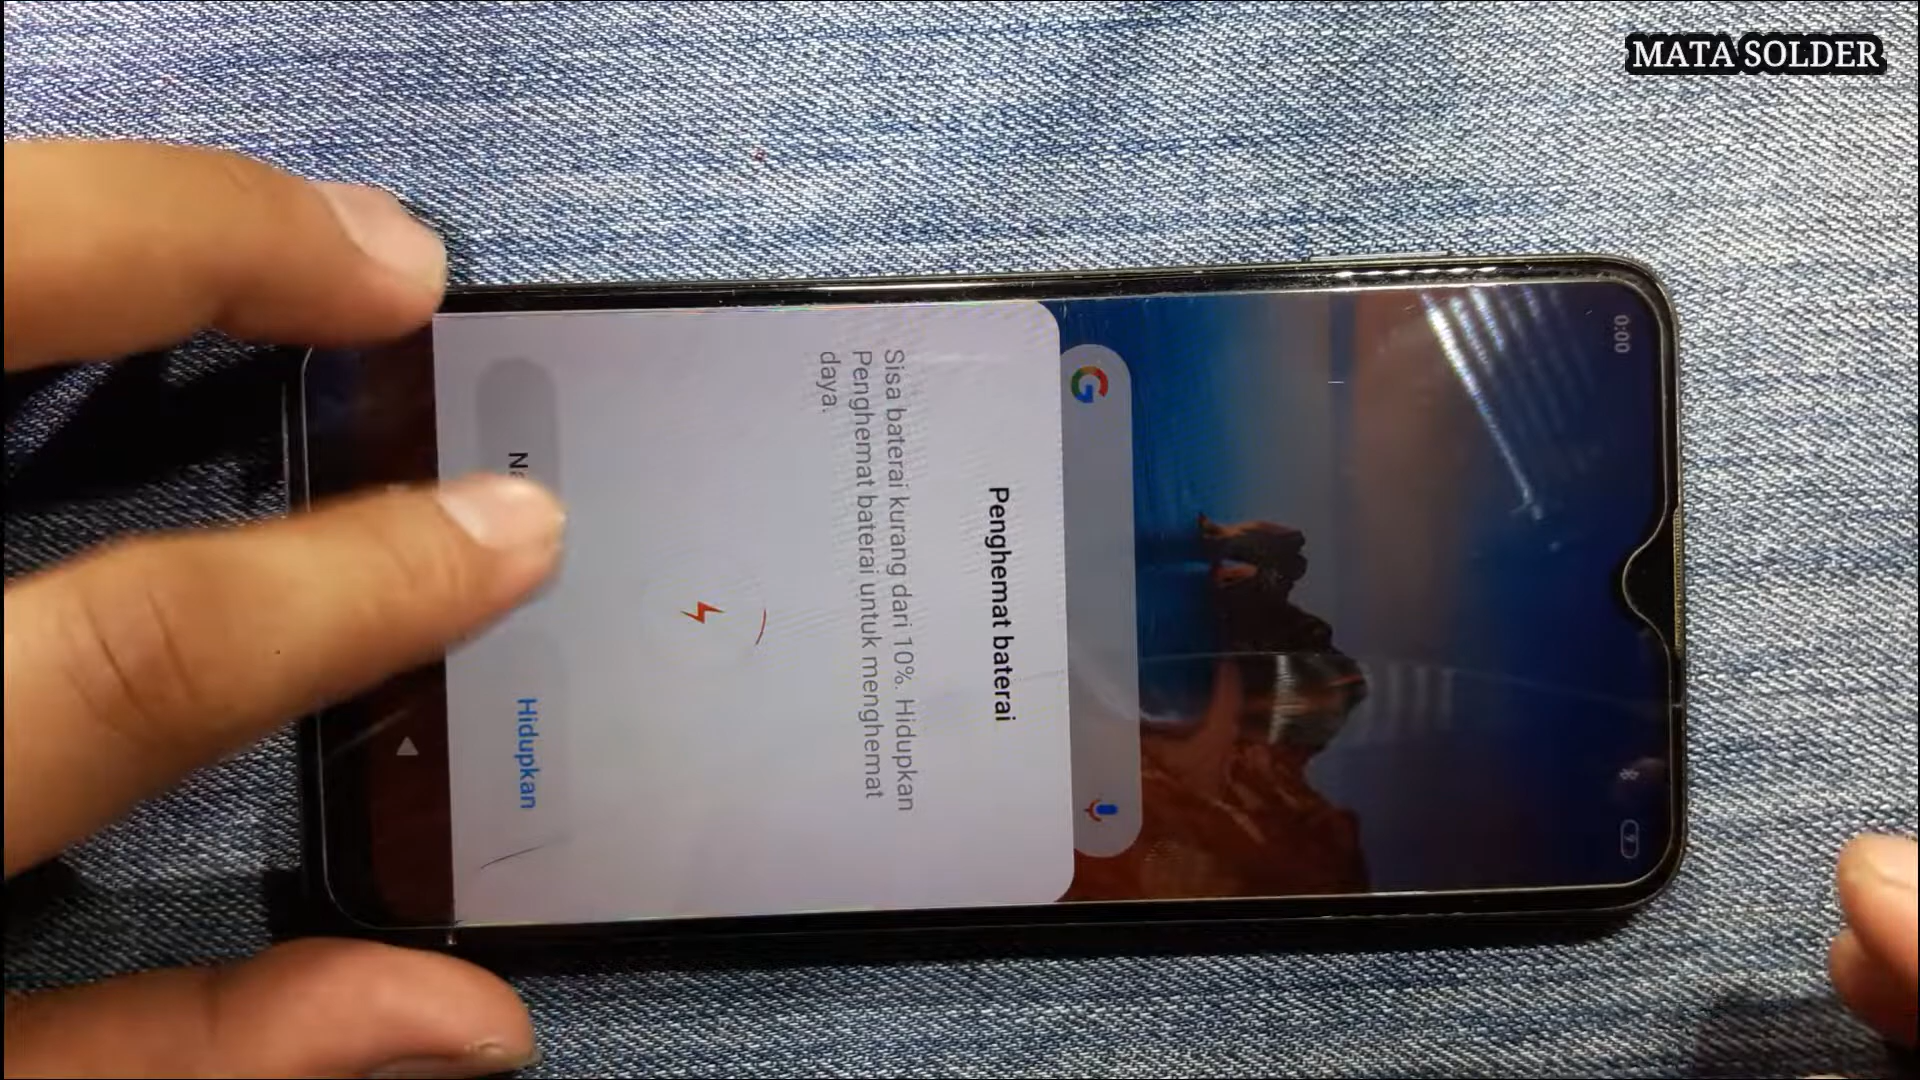 MATA SOLDER
0:00
G
Penghemat baterai
Sisa baterai kurang dari 10%. Hidupkan
Penghemat baterai untuk menghemat
daya.
Hidupkan